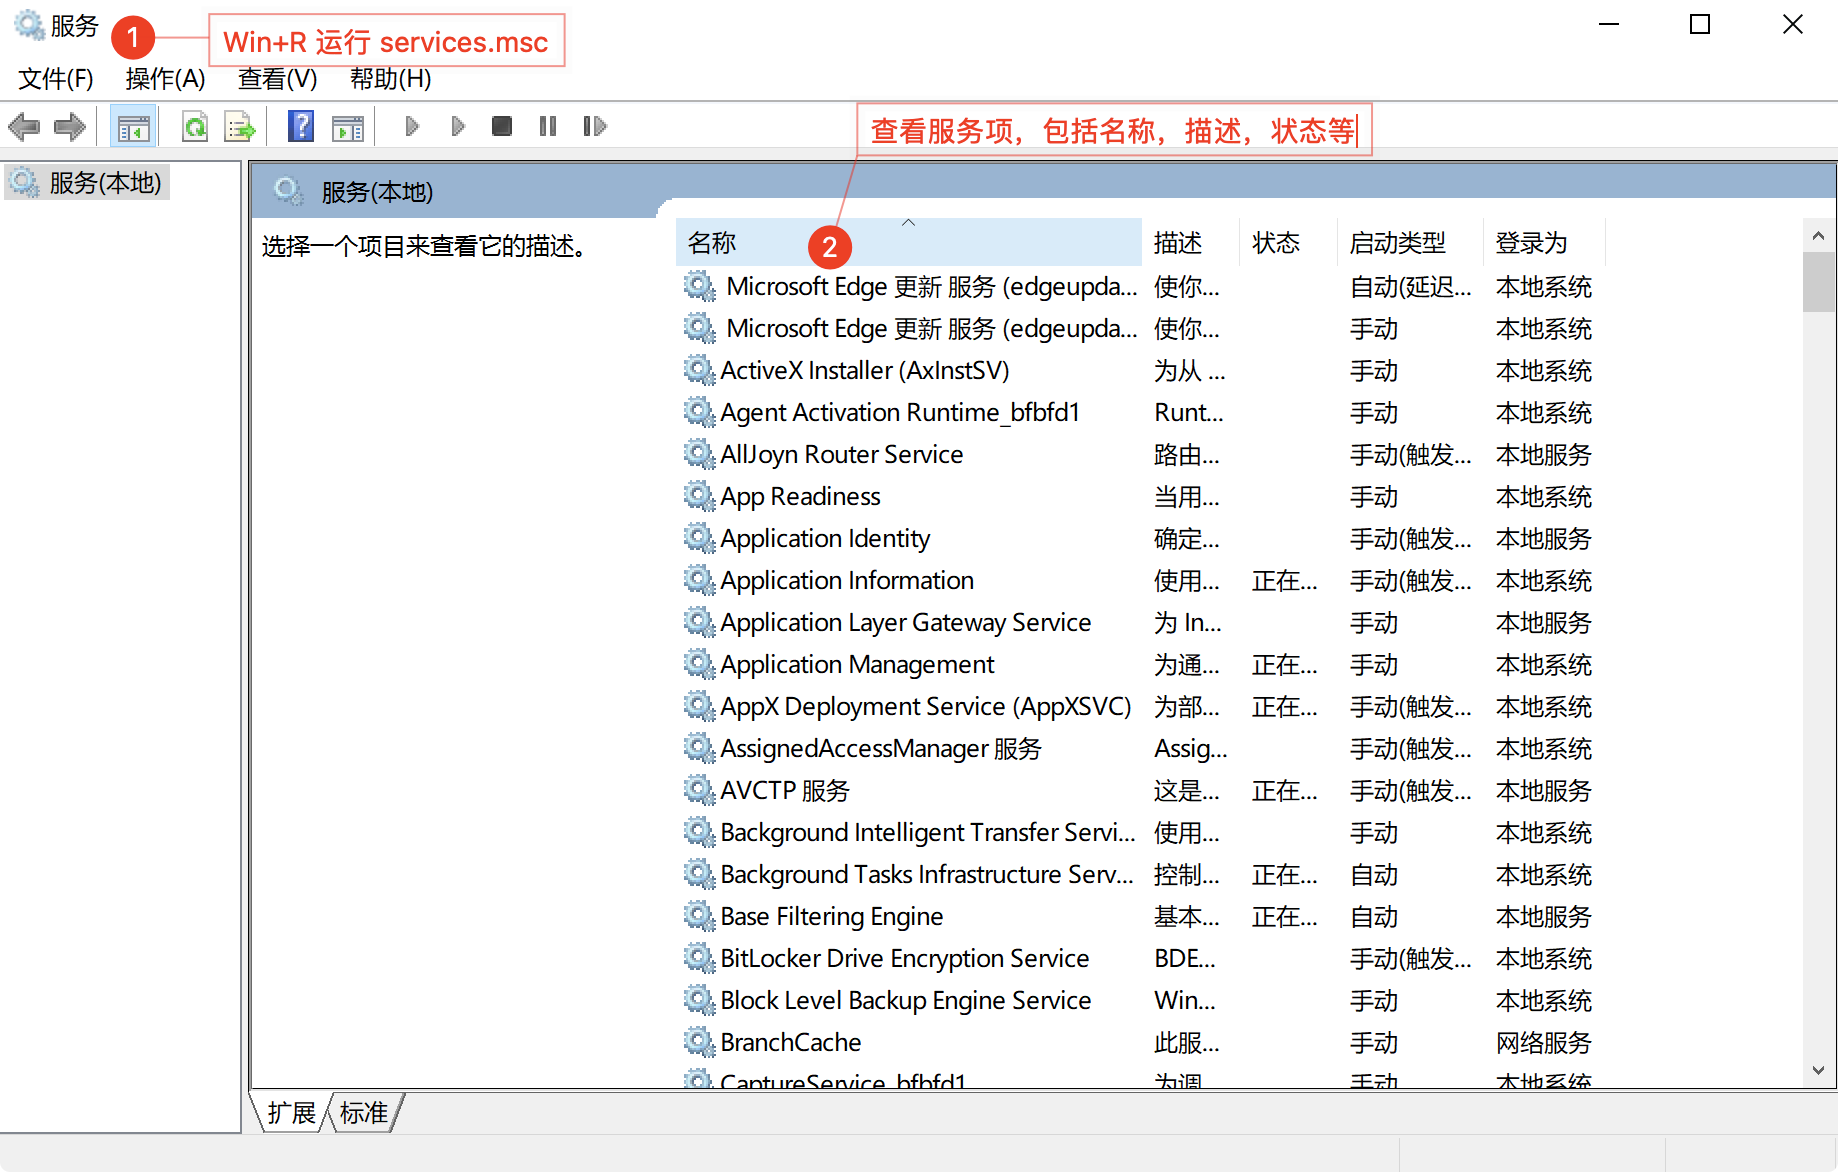 服务
1
Win+R 运行 services.msc
文件(F) 操作(A) 查看(V) 帮助(H)
?
查看服务项，包括名称，描述，状态等
服务(本地)
服务(本地)
选择一个项目来查看它的描述。
名称 2 描述 状态 启动类型 登录为
Microsoft Edge 更新 服务 (edgeupda... 使你... 自动(延迟... 本地系统
Microsoft Edge 更新 服务 (edgeupda... 使你... 手动 本地系统
ActiveX Installer (AxInstSV) 为从 ... 手动 本地系统
Agent Activation Runtime_bfbfd1 Runt... 手动 本地系统
AllJoyn Router Service 路由... 手动(触发... 本地服务
App Readiness 当用... 手动 本地系统
Application Identity 确定... 手动(触发... 本地服务
Application Information 使用... 正在... 手动(触发... 本地系统
Application Layer Gateway Service 为 In... 手动 本地服务
Application Management 为通... 正在... 手动 本地系统
AppX Deployment Service (AppXSVC) 为部... 正在... 手动(触发... 本地系统
AssignedAccessManager 服务 Assig... 手动(触发... 本地系统
AVCTP 服务 这是... 正在... 手动(触发... 本地服务
Background Intelligent Transfer Servi... 使用... 手动 本地系统
Background Tasks Infrastructure Serv... 控制... 正在... 自动 本地系统
Base Filtering Engine 基本... 正在... 自动 本地服务
BitLocker Drive Encryption Service BDE... 手动(触发... 本地系统
Block Level Backup Engine Service Win... 手动 本地系统
BranchCache 此服... 手动 网络服务
CaptureService_bfbfd1 为调 手动 本地系统
扩展 标准